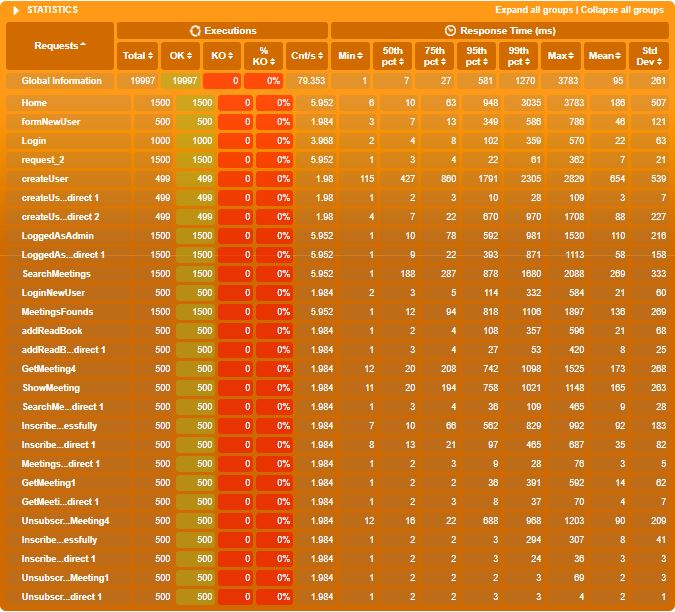 STATISTICS Expand all groups | Collapse all groups
Requests Executions Response Time (ms)
Total OK KO % KO Cnt/s Min 50th pct 75th pct 95th pct 99th pct Max Mean Std Dev
Global Information 19997 19997 0 0% 79.353 1 7 27 581 1270 3783 95 261
Home 1500 1500 0 0% 5.952 6 10 63 948 3035 3783 186 507
formNewUser 500 500 0 0% 1.984 3 7 13 349 586 786 46 121
Login 1000 1000 0 0% 3.968 2 4 8 102 359 570 22 63
request_2 1500 1500 0 0% 5.952 1 3 4 22 61 362 7 21
createUser 499 499 0 0% 1.98 115 427 860 1791 2305 2829 654 539
createUs...direct 1 499 499 0 0% 1.98 1 2 3 10 28 109 3 7
createUs...direct 2 499 499 0 0% 1.98 4 7 22 670 970 1708 88 227
LoggedAsAdmin 1500 1500 0 0% 5.952 1 10 78 592 981 1530 110 216
LoggedAs...direct 1 1500 1500 0 0% 5.952 1 9 22 393 871 1113 58 158
SearchMeetings 1500 1500 0 0% 5.952 1 188 287 878 1680 2088 269 333
LoginNewUser 500 500 0 0% 1.984 2 3 5 114 332 584 21 60
MeetingsFounds 1500 1500 0 0% 5.952 1 12 94 818 1106 1897 136 269
addReadBook 500 500 0 0% 1.984 1 2 4 108 357 596 21 68
addReadB...direct 1 500 500 0 0% 1.984 1 3 4 27 53 420 8 25
GetMeeting4 500 500 0 0% 1.984 12 20 208 742 1098 1525 173 268
ShowMeeting 500 500 0 0% 1.984 11 20 194 758 1021 1148 165 263
SearchMe...direct 1 500 500 0 0% 1.984 1 3 4 36 109 465 9 28
Inscribe...essfully 500 500 0 0% 1.984 7 10 66 562 829 992 92 183
Inscribe...direct 1 500 500 0 0% 1.984 8 13 21 97 465 687 35 82
Meetings...direct 1 500 500 0 0% 1.984 1 2 3 9 28 76 3 5
GetMeeting1 500 500 0 0% 1.984 1 2 2 36 391 592 14 62
GetMeeti...direct 1 500 500 0 0% 1.984 1 2 3 8 37 70 4 7
Unsubscr...Meeting4 500 500 0 0% 1.984 12 16 22 688 968 1203 90 209
Inscribe...essfully 500 500 0 0% 1.984 1 2 2 3 294 307 8 41
Inscribe...direct 1 500 500 0 0% 1.984 1 2 2 3 24 36 3 3
Unsubscr...Meeting1 500 500 0 0% 1.984 1 2 2 3 3 69 2 3
Unsubscr...direct 1 500 500 0 0% 1.984 1 2 2 3 3 4 2 1